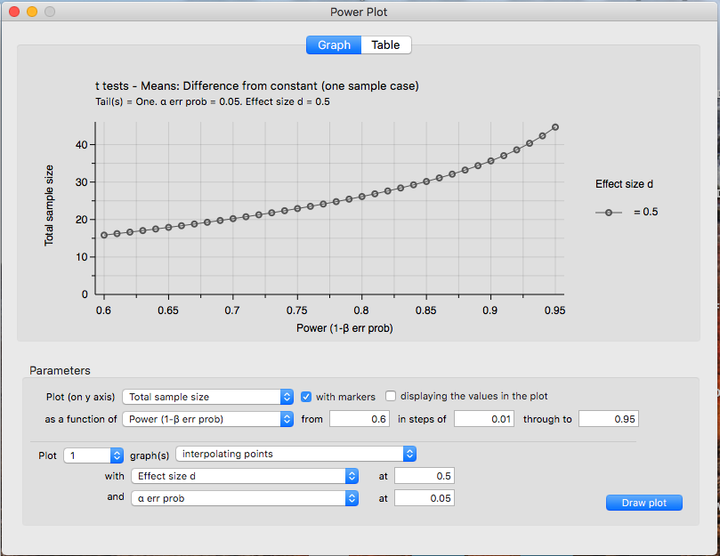 Power Plot
Graph Table
t tests - Means: Difference from constant (one sample case)
Tail(s) = One. α err prob = 0.05. Effect size d = 0.5
Total sample size
40
30
20
10
0
0.6 0.65 0.7 0.75 0.8 0.85 0.9 0.95
Power (1-β err prob)
Effect size d
= 0.5
Parameters
Plot (on y axis) Total sample size with markers displaying the values in the plot
as a function of Power (1-β err prob) from 0.6 in steps of 0.01 through to 0.95
Plot 1 graph(s) interpolating points
with Effect size d at 0.5
and α err prob at 0.05
Draw plot